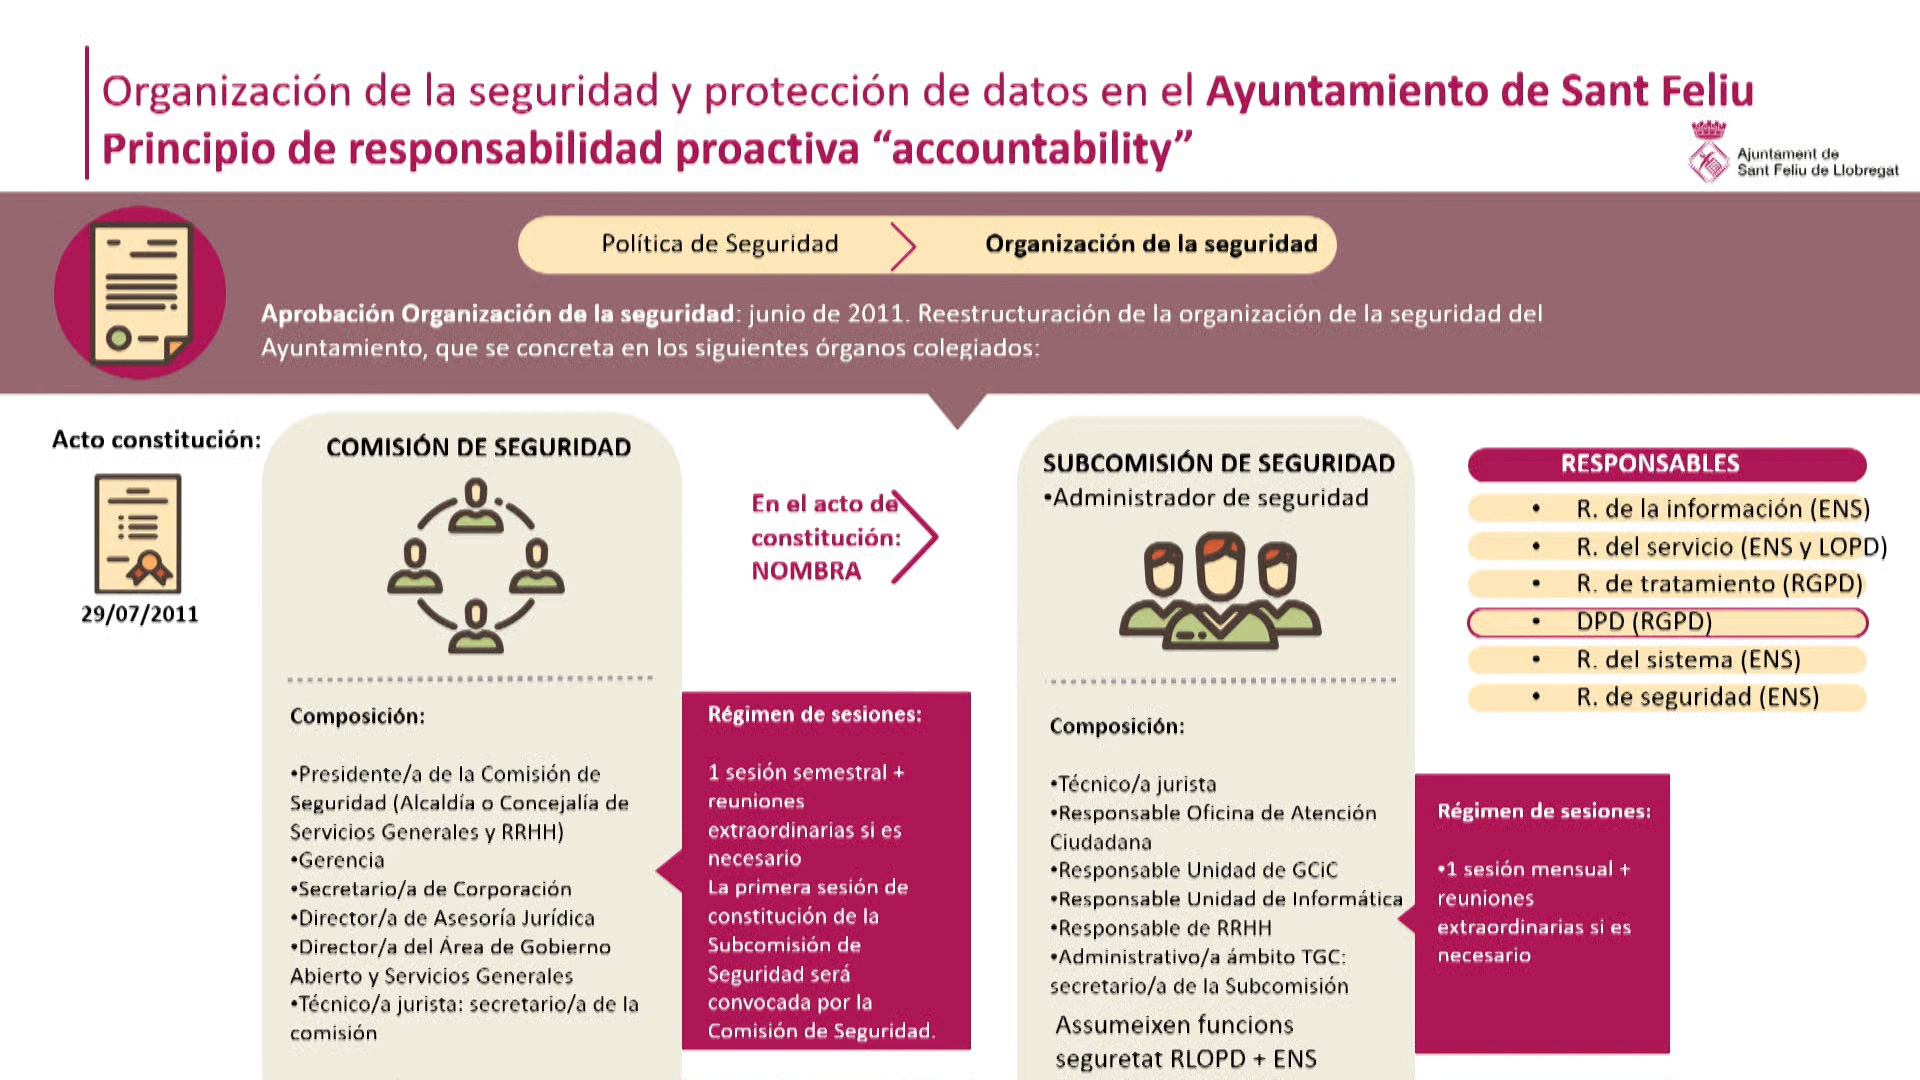 Organización de la seguridad y protección de datos en el Ayuntamiento de Sant Feliu
Principio de responsabilidad proactiva “accountability”
Ajuntament de
Sant Feliu de Llobregat
Política de Seguridad
Organización de la seguridad
Aprobación Organización de la seguridad: junio de 2011. Reestructuración de la organización de la seguridad del
Ayuntamiento, que se concreta en los siguientes órganos colegiados:
Acto constitución:
29/07/2011
COMISIÓN DE SEGURIDAD
Composición:
•Presidente/a de la Comisión de
Seguridad (Alcaldía o Concejalía de
Servicios Generales y RRHH)
•Gerencia
•Secretario/a de Corporación
•Director/a de Asesoría Jurídica
•Director/a del Área de Gobierno
Abierto y Servicios Generales
•Técnico/a jurista: secretario/a de la
comisión
Régimen de sesiones:
1 sesión semestral +
reuniones
extraordinarias si es
necesario
La primera sesión de
constitución de la
Subcomisión de
Seguridad será
convocada por la
Comisión de Seguridad.
En el acto de
constitución:
NOMBRA
SUBCOMISIÓN DE SEGURIDAD
•Administrador de seguridad
Composición:
•Técnico/a jurista
•Responsable Oficina de Atención
Ciudadana
•Responsable Unidad de GCiC
•Responsable Unidad de Informática
•Responsable de RRHH
•Administrativo/a ámbito TGC:
secretario/a de la Subcomisión
Assumeixen funcions
seguretat RLOPD + ENS
Régimen de sesiones:
•1 sesión mensual +
reuniones
extraordinarias si es
necesario
RESPONSABLES
• R. de la información (ENS)
• R. del servicio (ENS y LOPD)
• R. de tratamiento (RGPD)
• DPD (RGPD)
• R. del sistema (ENS)
• R. de seguridad (ENS)